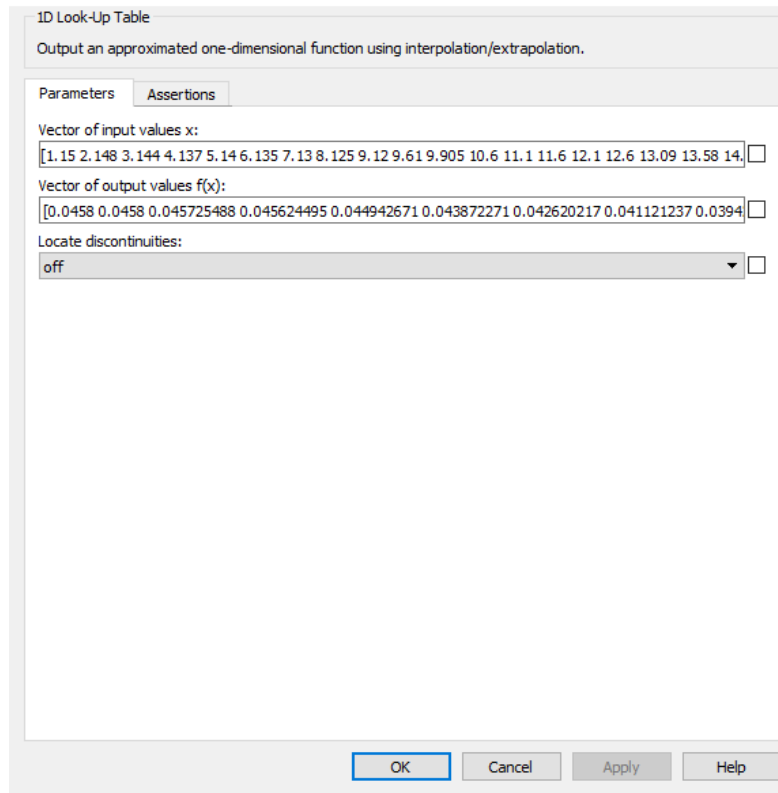 1D Look-Up Table
Output an approximated one-dimensional function using interpolation/extrapolation.
Parameters Assertions
Vector of input values x:
[1.15 2.148 3.144 4.137 5.14 6.135 7.13 8.125 9.12 9.61 9.905 10.6 11.1 11.6 12.1 12.6 13.09 13.58 14.
Vector of output values f(x):
[0.0458 0.0458 0.045725488 0.045624495 0.044942671 0.043872271 0.042620217 0.041121237 0.0394
Locate discontinuities:
off
OK Cancel Apply Help